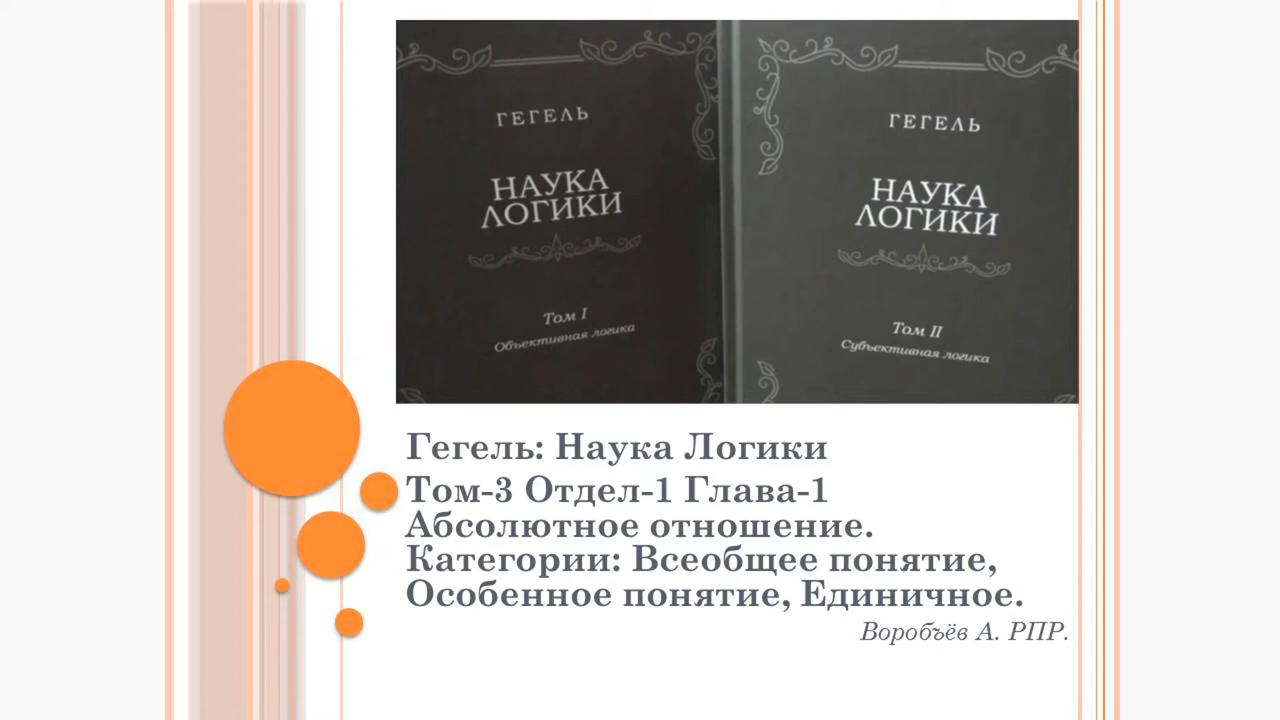 ГЕГЕЛЬ
НАУКА
ЛОГИКИ
Том I
Объективная логика
ГЕГЕЛЬ
НАУКА
ЛОГИКИ
Том II
Субъективная логика
Гегель: Наука Логики
Том-3 Отдел-1 Глава-1
Абсолютное отношение.
Категории: Всеобщее понятие,
Особенное понятие, Единичное.
Воробъёв А. РПР.